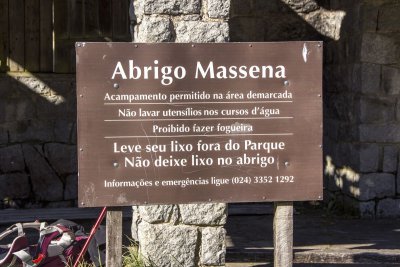 Abrigo Massena
Acampamento permitido na área demarcada
Não lavar utensílios nos cursos d'água
Proibido fazer fogueira
Leve seu lixo fora do Parque
Não deixe lixo no abrigo
Informações e emergências ligue (024) 3352 1292